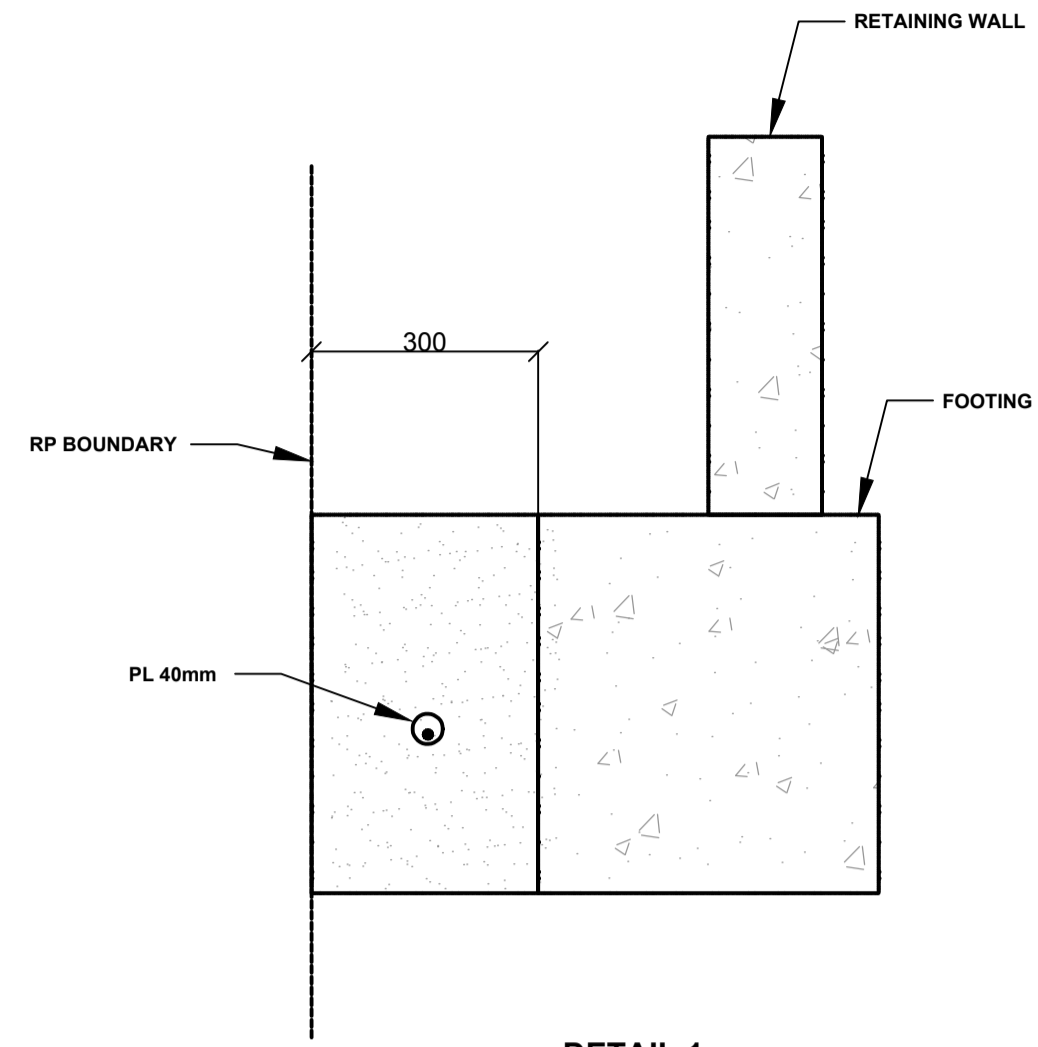 RETAINING WALL
300
FOOTING
RP BOUNDARY
PL 40mm
DETAIL 1